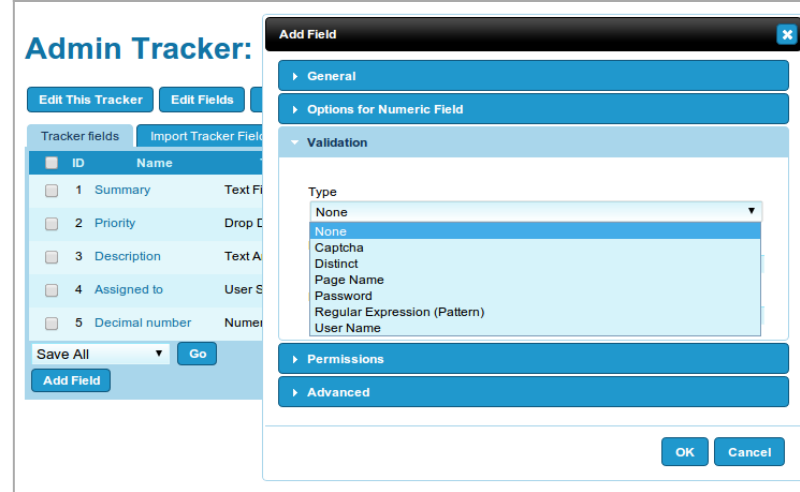 Admin Tracker:
Edit This Tracker Edit Fields
Tracker fields Import Tracker
ID Name
1 Summary Text
2 Priority Drop
3 Description Text
4 Assigned to User
5 Decimal number
Save All Go
Add Field
Add Field
General
Options for Numeric Field
Validation
Type
None
None
Captcha
Distinct
Page Name
Password
Regular Expression (Pattern)
User Name
Permissions
Advanced
OK Cancel